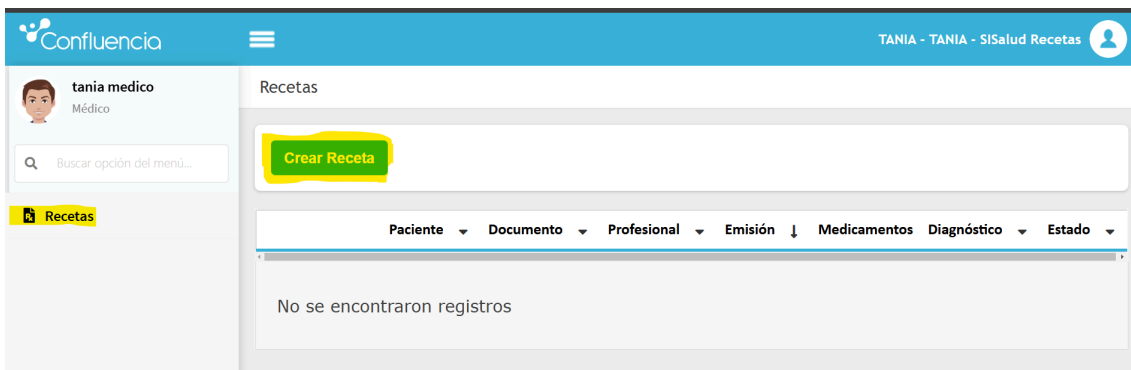 Confluencia
TANIA - TANIA - SISalud Recetas
tania medico
Médico
Buscar opción del menú...
Recetas
Recetas
Crear Receta
Paciente Documento Profesional Emisión Medicamentos Diagnóstico Estado
No se encontraron registros